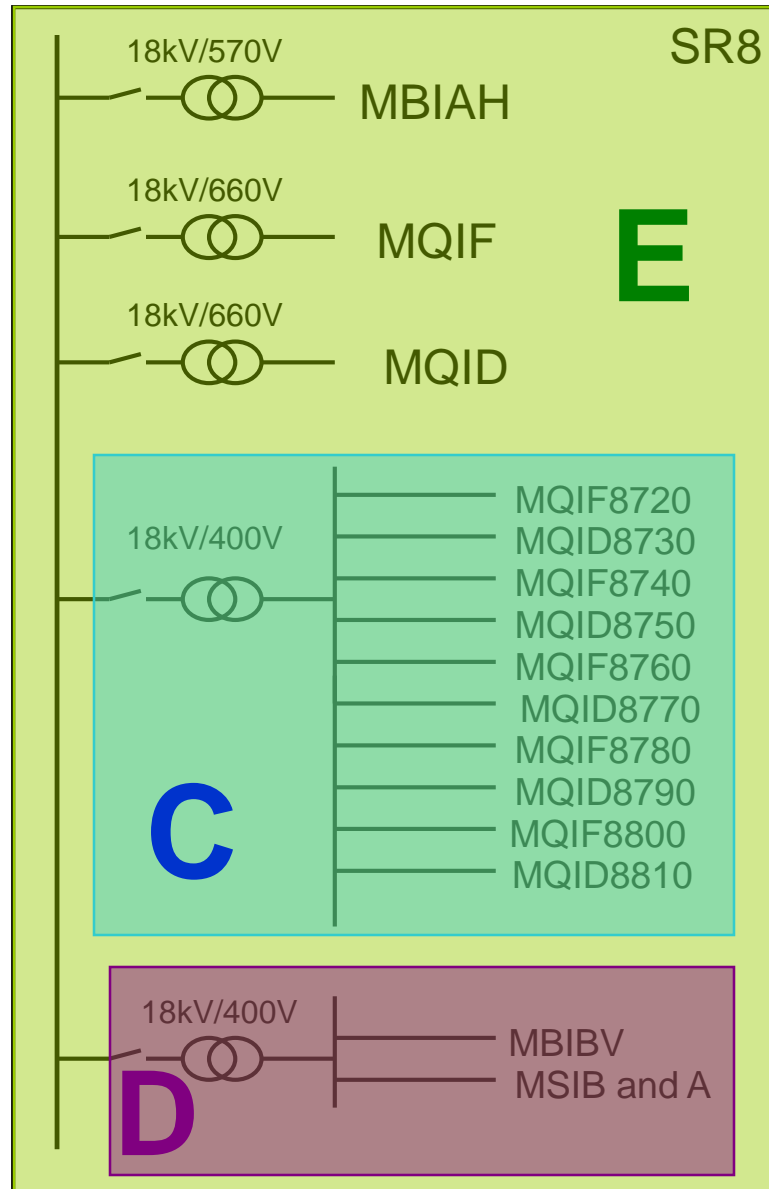 SR8
18kV/570V
MBIAH
18kV/660V
MQIF
E
18kV/660V
MQID
18kV/400V
MQIF8720
MQID8730
MQIF8740
MQID8750
MQIF8760
MQID8770
MQIF8780
MQID8790
MQIF8800
MQID8810
C
18kV/400V
MBIBV
MSIB and A
D